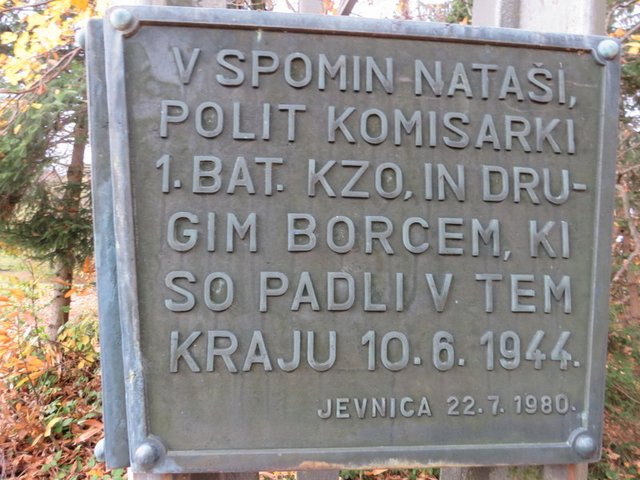 V SPOMIN NATAŠI,
POLIT KOMISARKI
1. BAT. KZO, IN DRU-
GIM BORCEM, KI
SO PADLI V TEM
KRAJU 10.6.1944.
JEVNICA 22.7.1980.